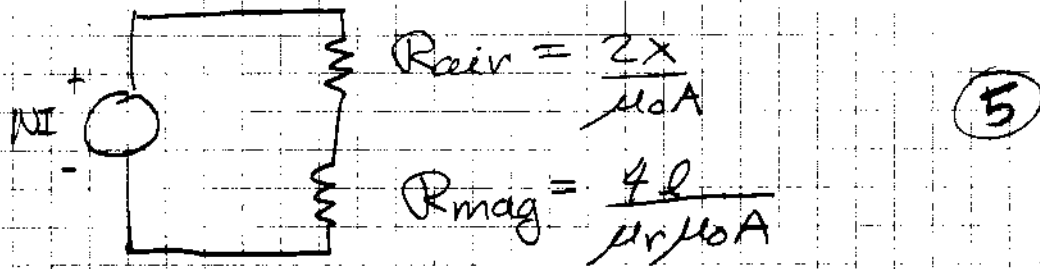 +
NI
-
Rair = 2x / μ0A
5
Rmag = 4l / μrμ0A